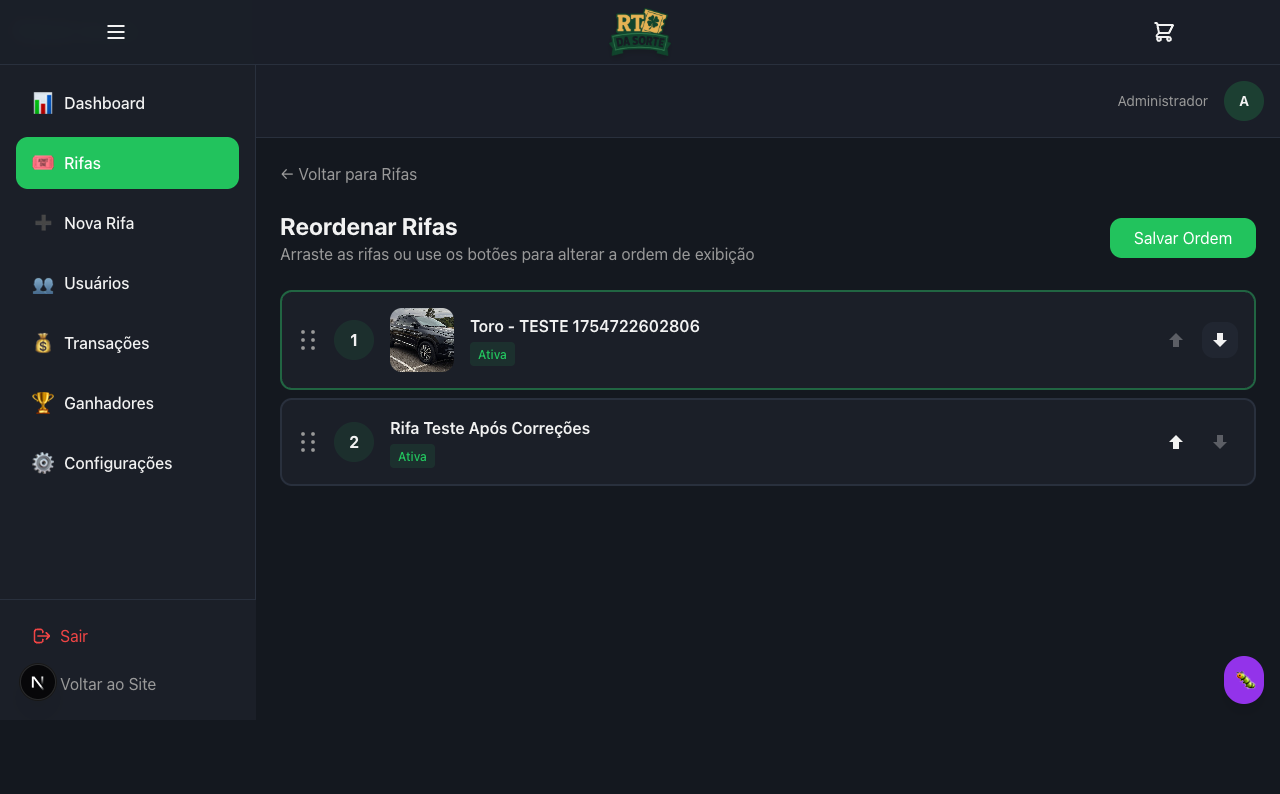 RT
DA SORTE
Dashboard
Administrador
A
Rifas
← Voltar para Rifas
Nova Rifa
Reordenar Rifas
Arraste as rifas ou use os botões para alterar a ordem de exibição
Salvar Ordem
Usuários
Transações
Ganhadores
Configurações
1
Toro - TESTE 1754722602806
Ativa
2
Rifa Teste Após Correções
Ativa
Sair
N
Voltar ao Site